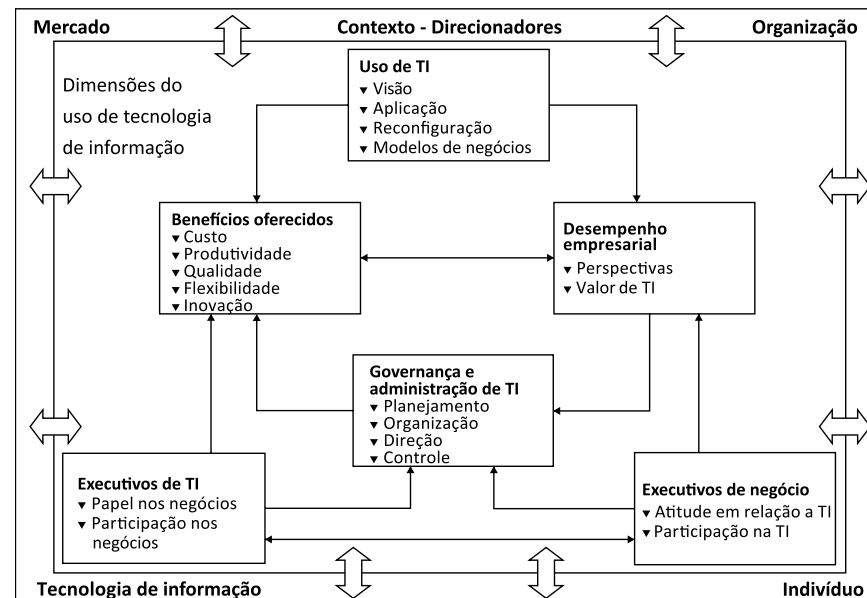 Mercado
Contexto - Direcionadores
Organização
Dimensões do
uso de tecnologia
de informação
Uso de TI
▼ Visão
▼ Aplicação
▼ Reconfiguração
▼ Modelos de negócios
Benefícios oferecidos
▼ Custo
▼ Produtividade
▼ Qualidade
▼ Flexibilidade
▼ Inovação
Desempenho
empresarial
▼ Perspectivas
▼ Valor de TI
Governança e
administração de TI
▼ Planejamento
▼ Organização
▼ Direção
▼ Controle
Executivos de TI
▼ Papel nos negócios
▼ Participação nos
negócios
Executivos de negócio
▼ Atitude em relação a TI
▼ Participação na TI
Tecnologia de informação
Indivíduo